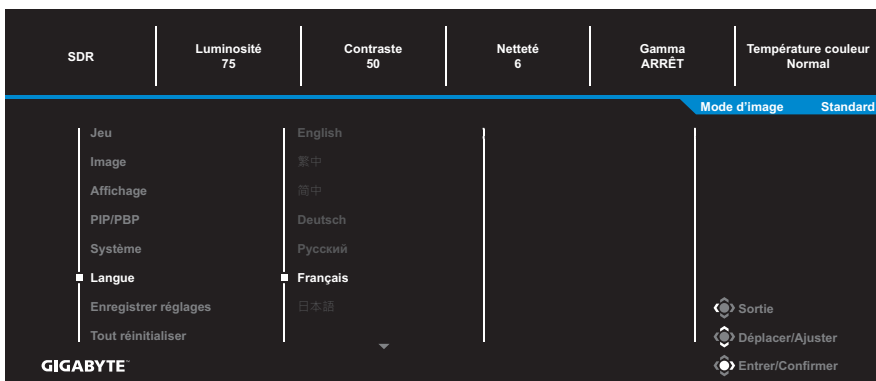 SDR
Luminosité
75
Contraste
50
Netteté
6
Gamma
ARRÊT
Température couleur
Normal
Mode d'image Standard
Jeu
Image
Affichage
PIP/PBP
Système
Langue
Enregistrer réglages
Tout réinitialiser
English
繁中
简中
Deutsch
Русский
Français
日本語
Sortie
Déplacer/Ajuster
Entrer/Confirmer
GIGABYTE™